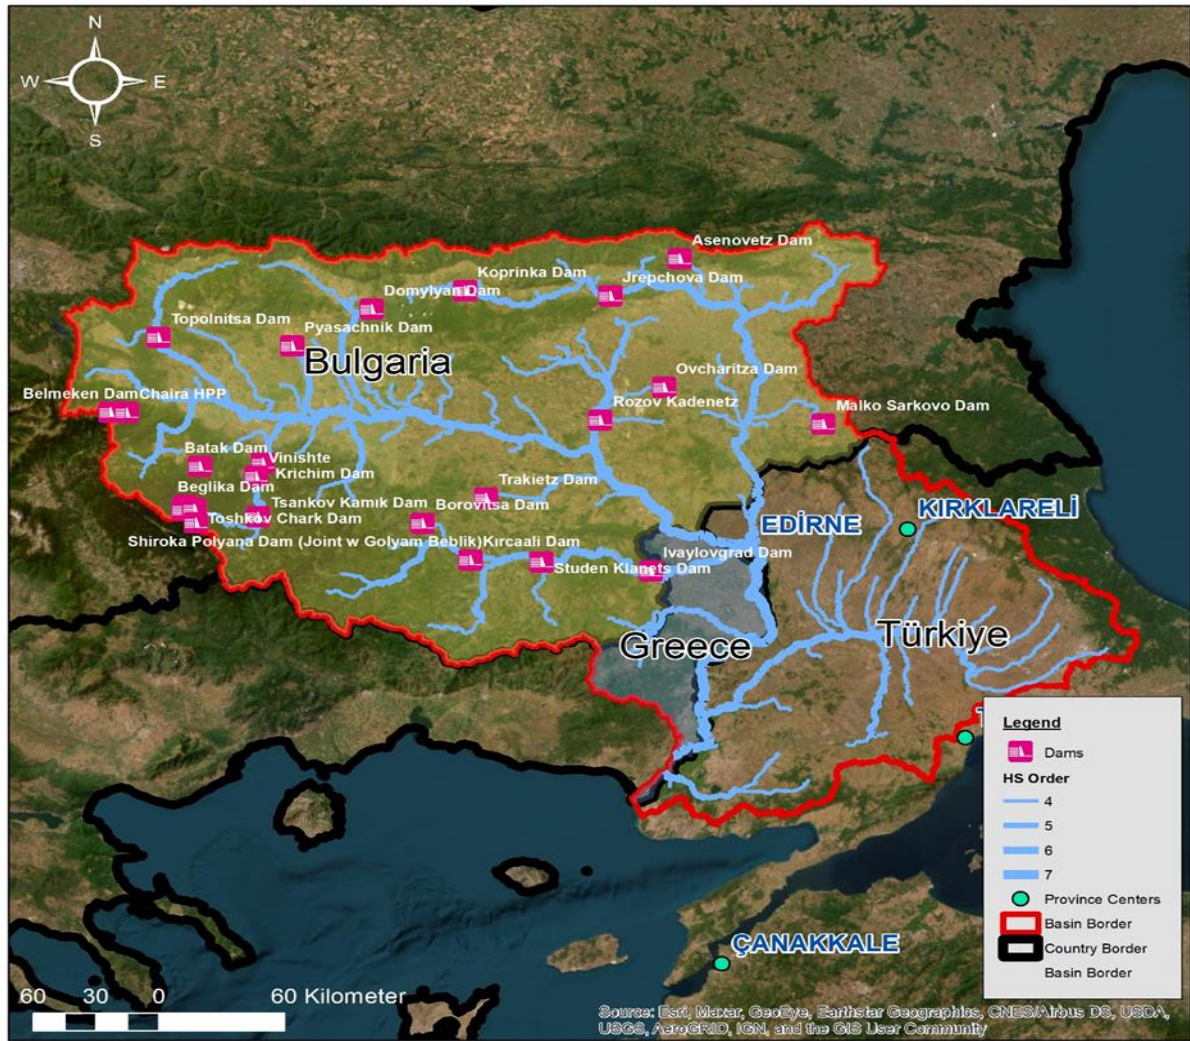 N
W E
S
Asenovetz Dam
Koprinka Dam
Jrepchova Dam
Domylyan Dam
Topolnitsa Dam
Pyasachnik Dam
Bulgaria
Ovcharitza Dam
Belmeken Dam Chaira HPP
Rozov Kadenetz
Malko Sarkovo Dam
Batak Dam
Vinishte
Krichim Dam
Beglika Dam
Trakietz Dam
Tsankov Kamık Dam
Borovitsa Dam
Toshkov Chark Dam
EDİRNE
KIRKLARELİ
Shiroka Polyana Dam (Joint w Golyam Beblik)
Kırcaali Dam
Ivaylovgrad Dam
Studen Klanets Dam
Greece
Türkiye
T
Legend
Dams
HS Order
4
5
6
7
Province Centers
Basin Border
Country Border
Basin Border
ÇANAKKALE
60 30 0 60 Kilometer
Source: Esri, Maxar, GeoEye, Earthstar Geographics, CNES/Airbus DS, USDA,
USGS, AeroGRID, IGN, and the GIS User Community